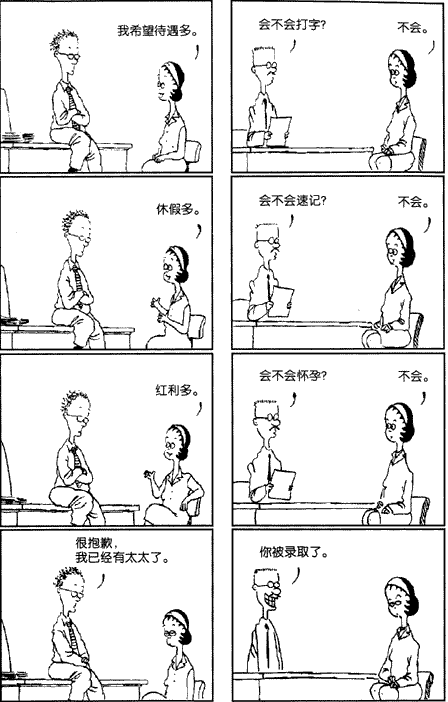 我希望待遇多。
休假多。
红利多。
很抱歉，
我已经有太太了。
会不会打字？
不会。
会不会速记？
不会。
会不会怀孕？
不会。
你被录取了。